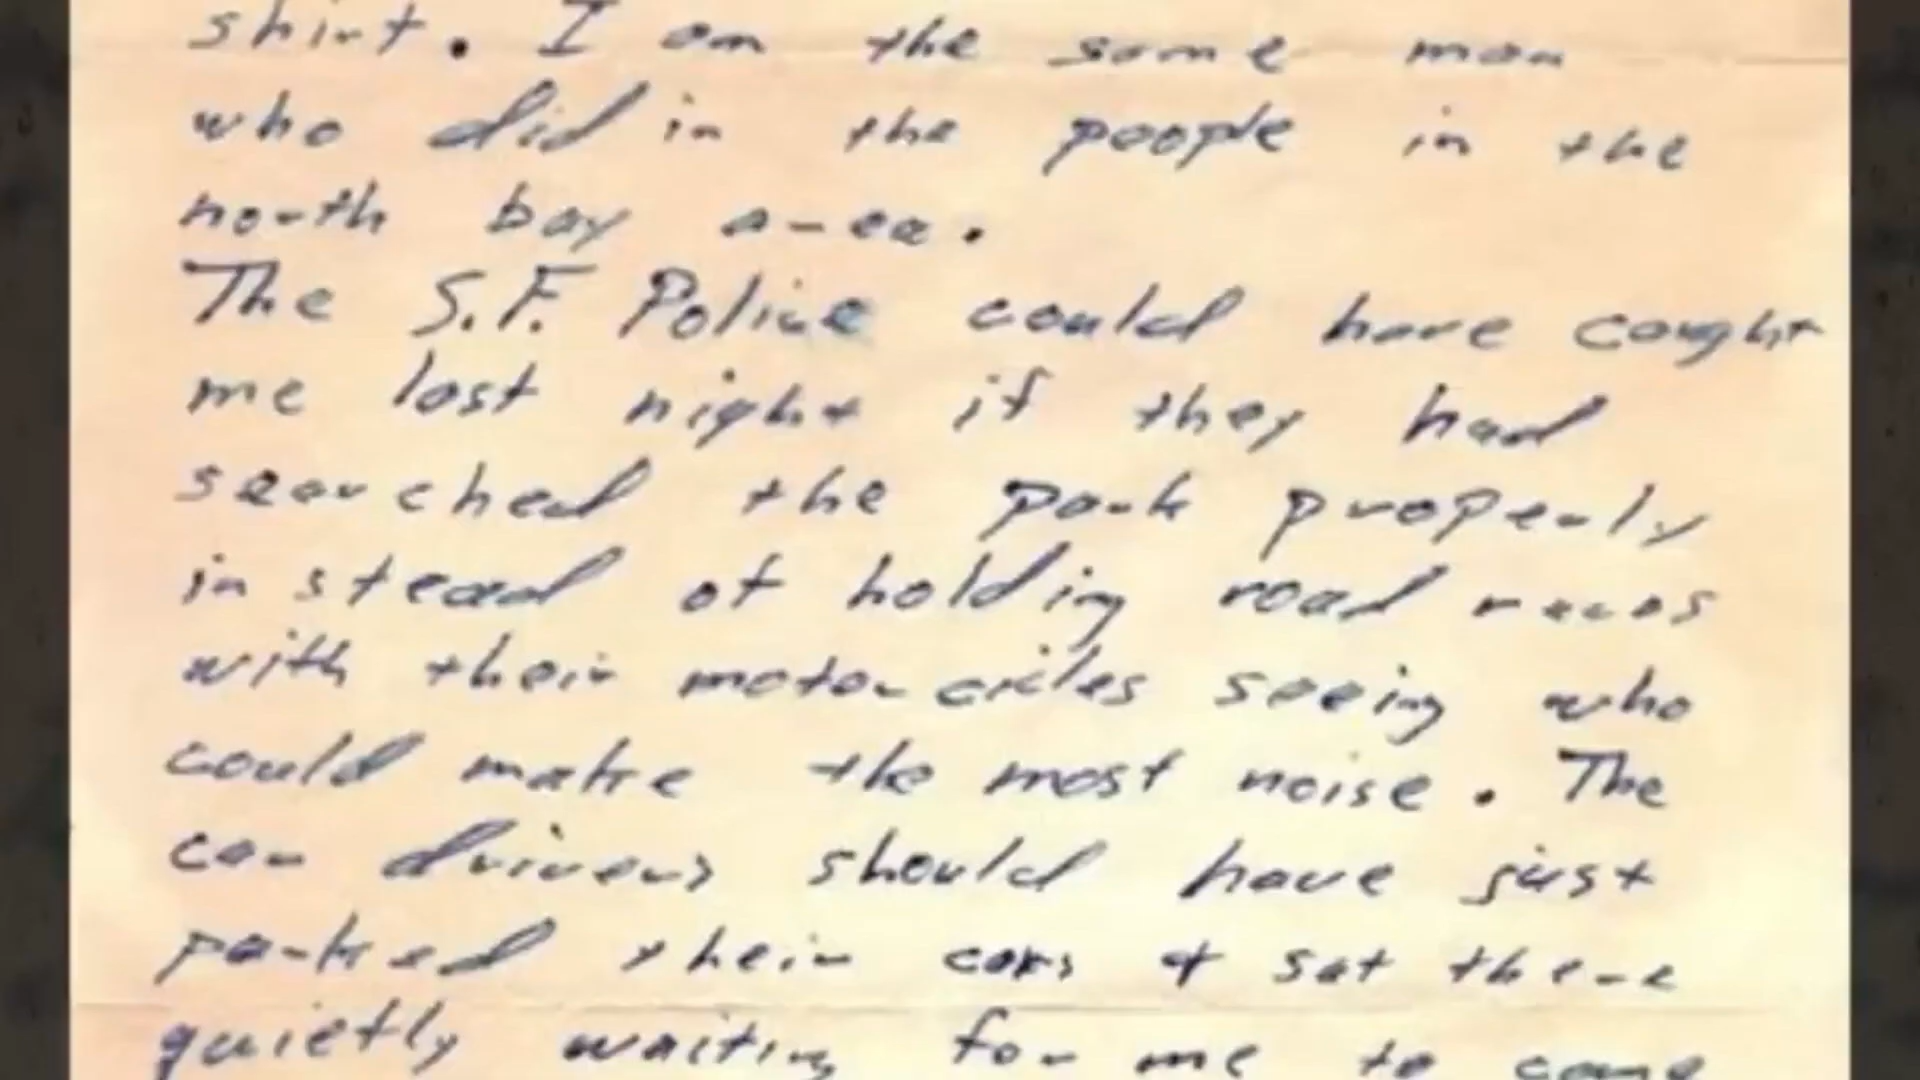 shirt. I am the same man
who did in the people in the
north bay area.
The S.F. Police could have caught
me last night if they had
searched the park properly
in stead of holding road races
with their motorcicles seeing who
could make the most noise. The
car drivers should have just
parked their cars & sat there
quietly waiting for me to come